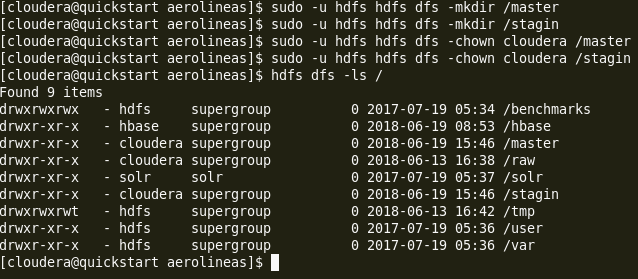 [cloudera@quickstart aerolineas]$ sudo -u hdfs hdfs dfs -mkdir /master
[cloudera@quickstart aerolineas]$ sudo -u hdfs hdfs dfs -mkdir /stagin
[cloudera@quickstart aerolineas]$ sudo -u hdfs hdfs dfs -chown cloudera /master
[cloudera@quickstart aerolineas]$ sudo -u hdfs hdfs dfs -chown cloudera /stagin
[cloudera@quickstart aerolineas]$ hdfs dfs -ls /
Found 9 items
drwxrwxrwx   - hdfs     supergroup          0 2017-07-19 05:34 /benchmarks
drwxr-xr-x   - hbase    supergroup          0 2018-06-19 08:53 /hbase
drwxr-xr-x   - cloudera supergroup          0 2018-06-19 15:46 /master
drwxr-xr-x   - cloudera supergroup          0 2018-06-13 16:38 /raw
drwxr-xr-x   - solr     solr                0 2017-07-19 05:37 /solr
drwxr-xr-x   - cloudera supergroup          0 2018-06-19 15:46 /stagin
drwxrwxrwt   - hdfs     supergroup          0 2018-06-13 16:42 /tmp
drwxr-xr-x   - hdfs     supergroup          0 2017-07-19 05:36 /user
drwxr-xr-x   - hdfs     supergroup          0 2017-07-19 05:36 /var
[cloudera@quickstart aerolineas]$